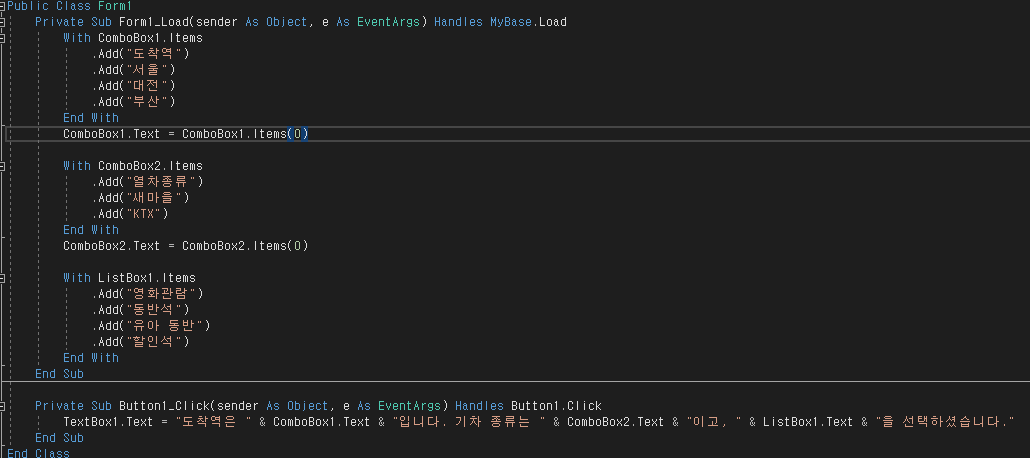 Public Class Form1
Private Sub Form1_Load(sender As Object, e As EventArgs) Handles MyBase.Load
With ComboBox1.Items
.Add("도착역")
.Add("서울")
.Add("대전")
.Add("부산")
End With
ComboBox1.Text = ComboBox1.Items(0)
With ComboBox2.Items
.Add("열차종류")
.Add("새마을")
.Add("KTX")
End With
ComboBox2.Text = ComboBox2.Items(0)
With ListBox1.Items
.Add("영화관람")
.Add("동반석")
.Add("유아 동반")
.Add("할인석")
End With
End Sub
Private Sub Button1_Click(sender As Object, e As EventArgs) Handles Button1.Click
TextBox1.Text = "도착역은 " & ComboBox1.Text & "입니다. 기차 종류는 " & ComboBox2.Text & "이고, " & ListBox1.Text & "을 선택하셨습니다."
End Sub
End Class